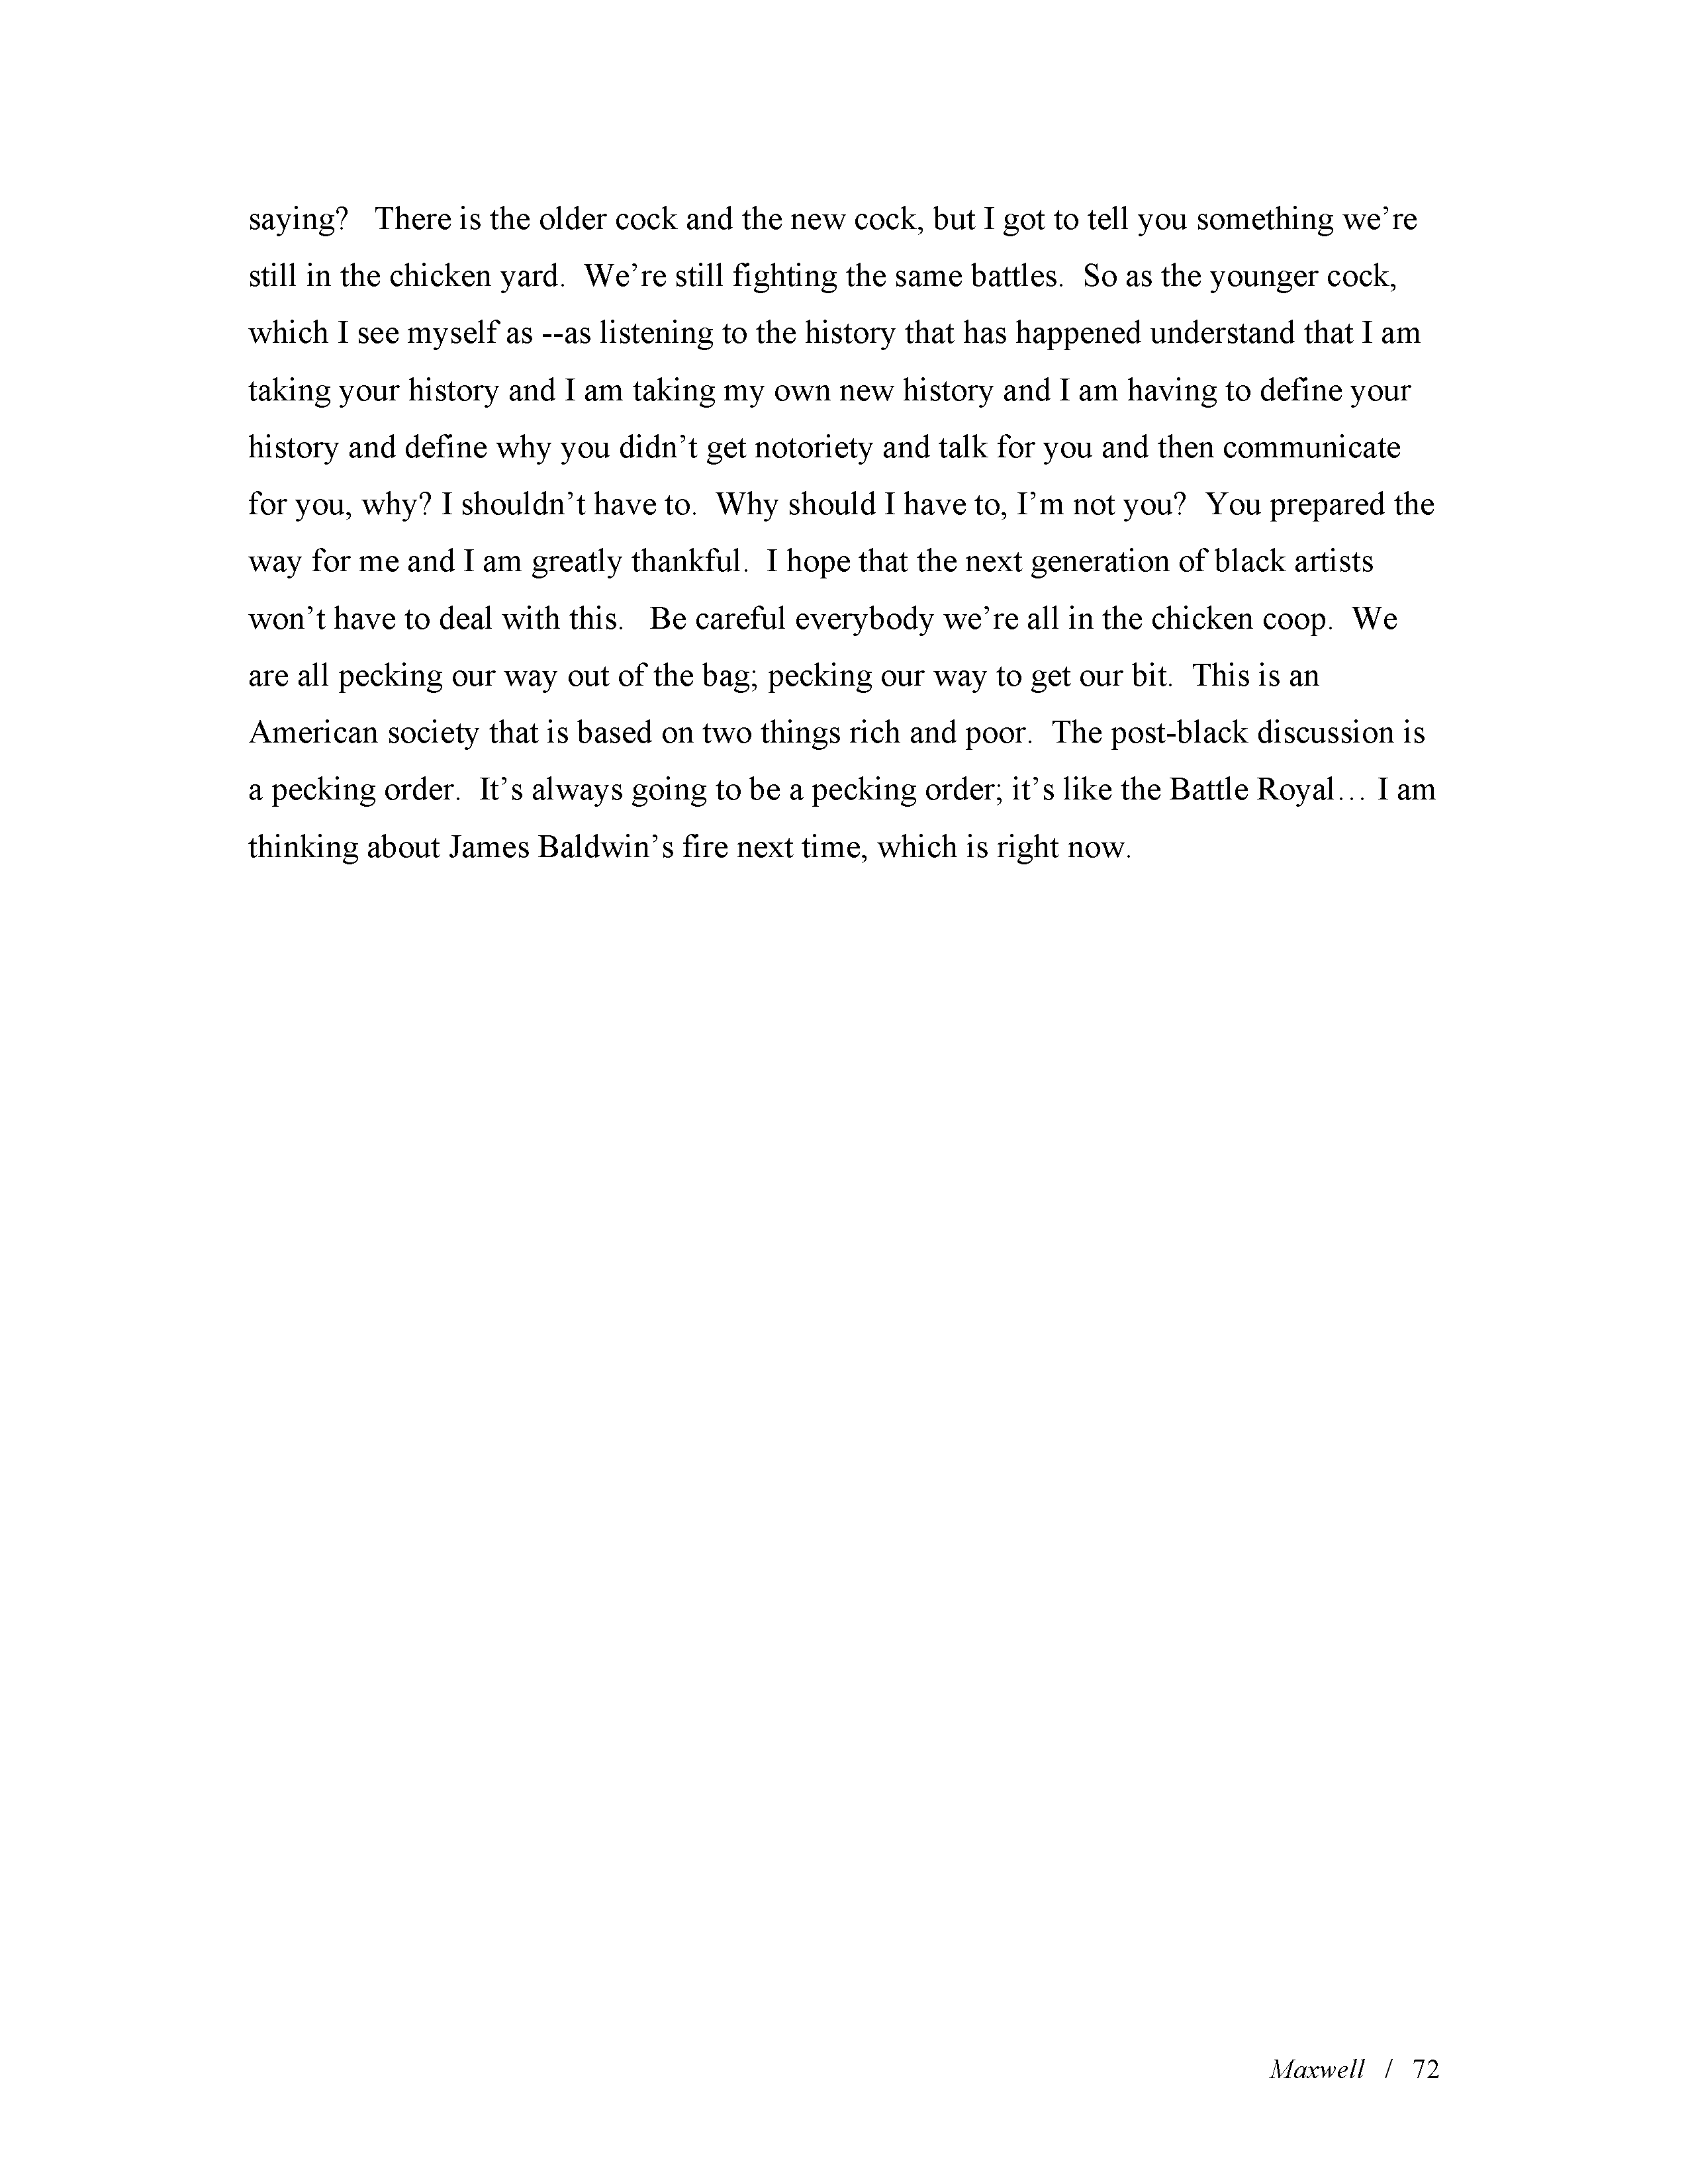 saying?   There is the older cock and the new cock, but I got to tell you something we’re
still in the chicken yard.  We’re still fighting the same battles.  So as the younger cock,
which I see myself as --as listening to the history that has happened understand that I am
taking your history and I am taking my own new history and I am having to define your
history and define why you didn’t get notoriety and talk for you and then communicate
for you, why? I shouldn’t have to.  Why should I have to, I’m not you?  You prepared the
way for me and I am greatly thankful.  I hope that the next generation of black artists
won’t have to deal with this.   Be careful everybody we’re all in the chicken coop.  We
are all pecking our way out of the bag; pecking our way to get our bit.  This is an
American society that is based on two things rich and poor.  The post-black discussion is
a pecking order.  It’s always going to be a pecking order; it’s like the Battle Royal… I am
thinking about James Baldwin’s fire next time, which is right now.
Maxwell  /  72